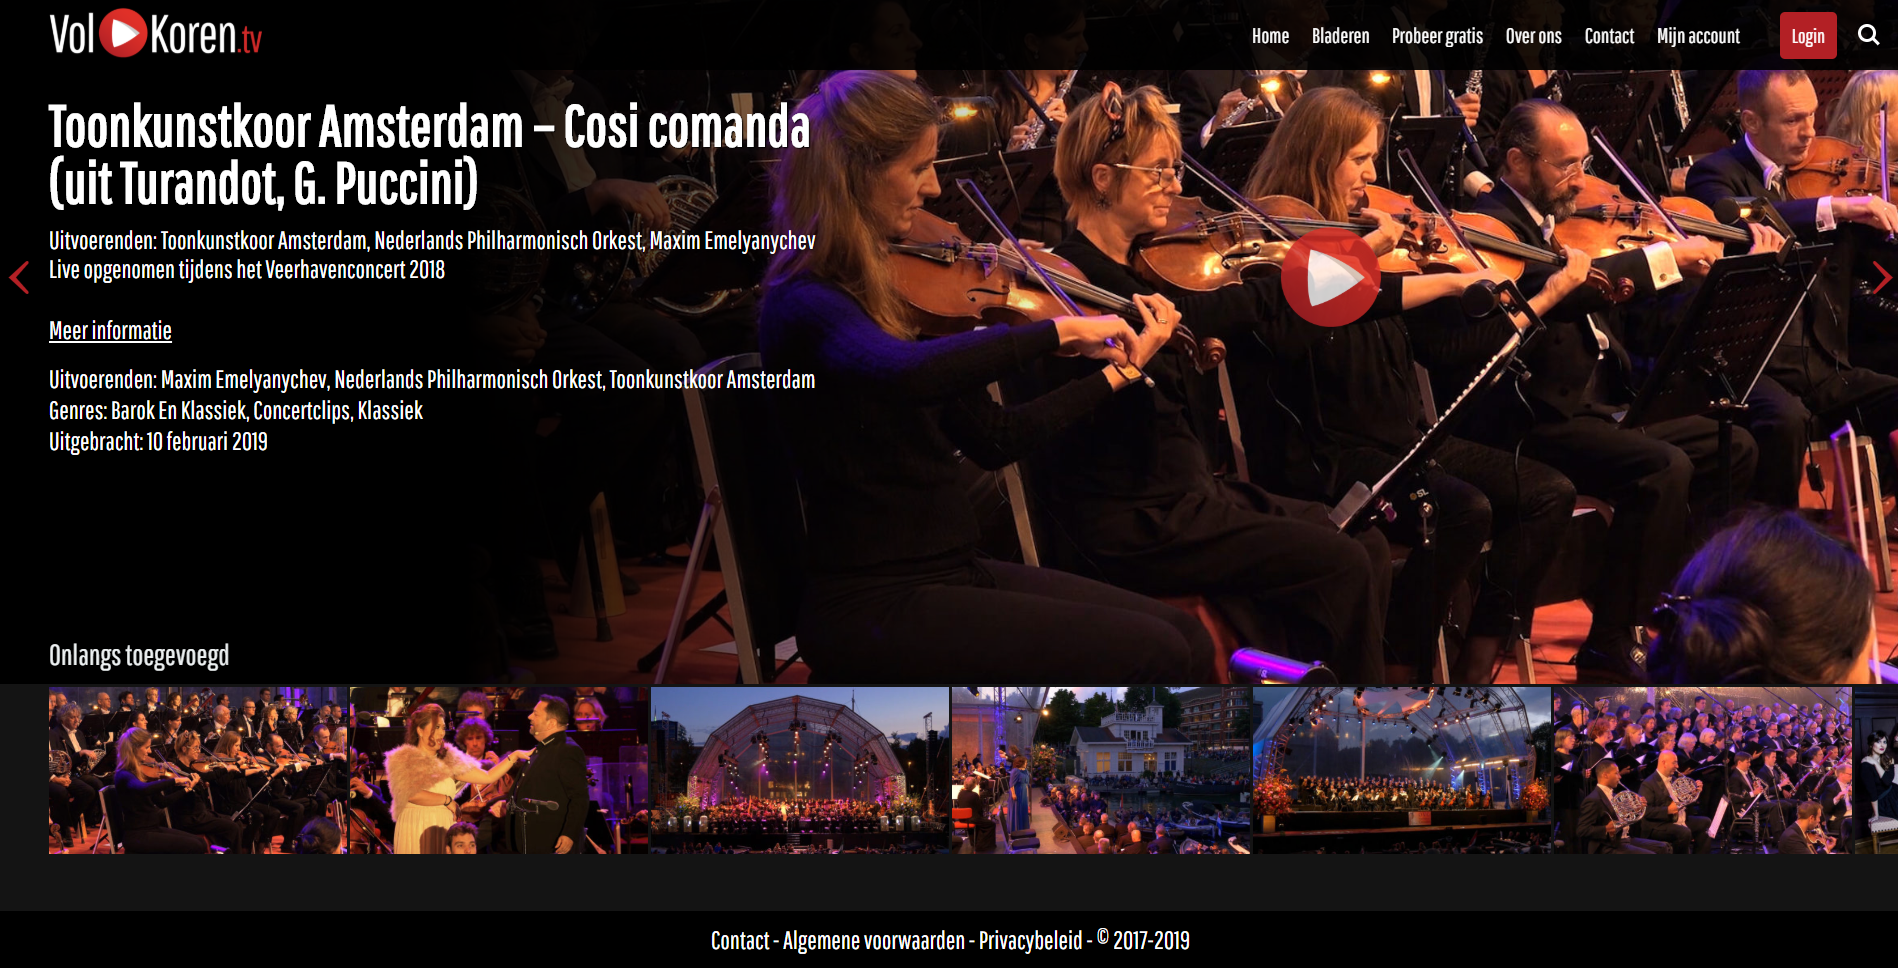 Vol Koren.tv
Home Bladeren Probeer gratis Over ons Contact Mijn account Login
Toonkunstkoor Amsterdam – Cosi comanda
(uit Turandot, G. Puccini)
Uitvoerenden: Toonkunstkoor Amsterdam, Nederlands Philharmonisch Orkest, Maxim Emelyanychev
Live opgenomen tijdens het Veerhavenconcert 2018
Meer informatie
Uitvoerenden: Maxim Emelyanychev, Nederlands Philharmonisch Orkest, Toonkunstkoor Amsterdam
Genres: Barok En Klassiek, Concertclips, Klassiek
Uitgebracht: 10 februari 2019
SL
Onlangs toegevoegd
Contact - Algemene voorwaarden - Privacybeleid - © 2017-2019